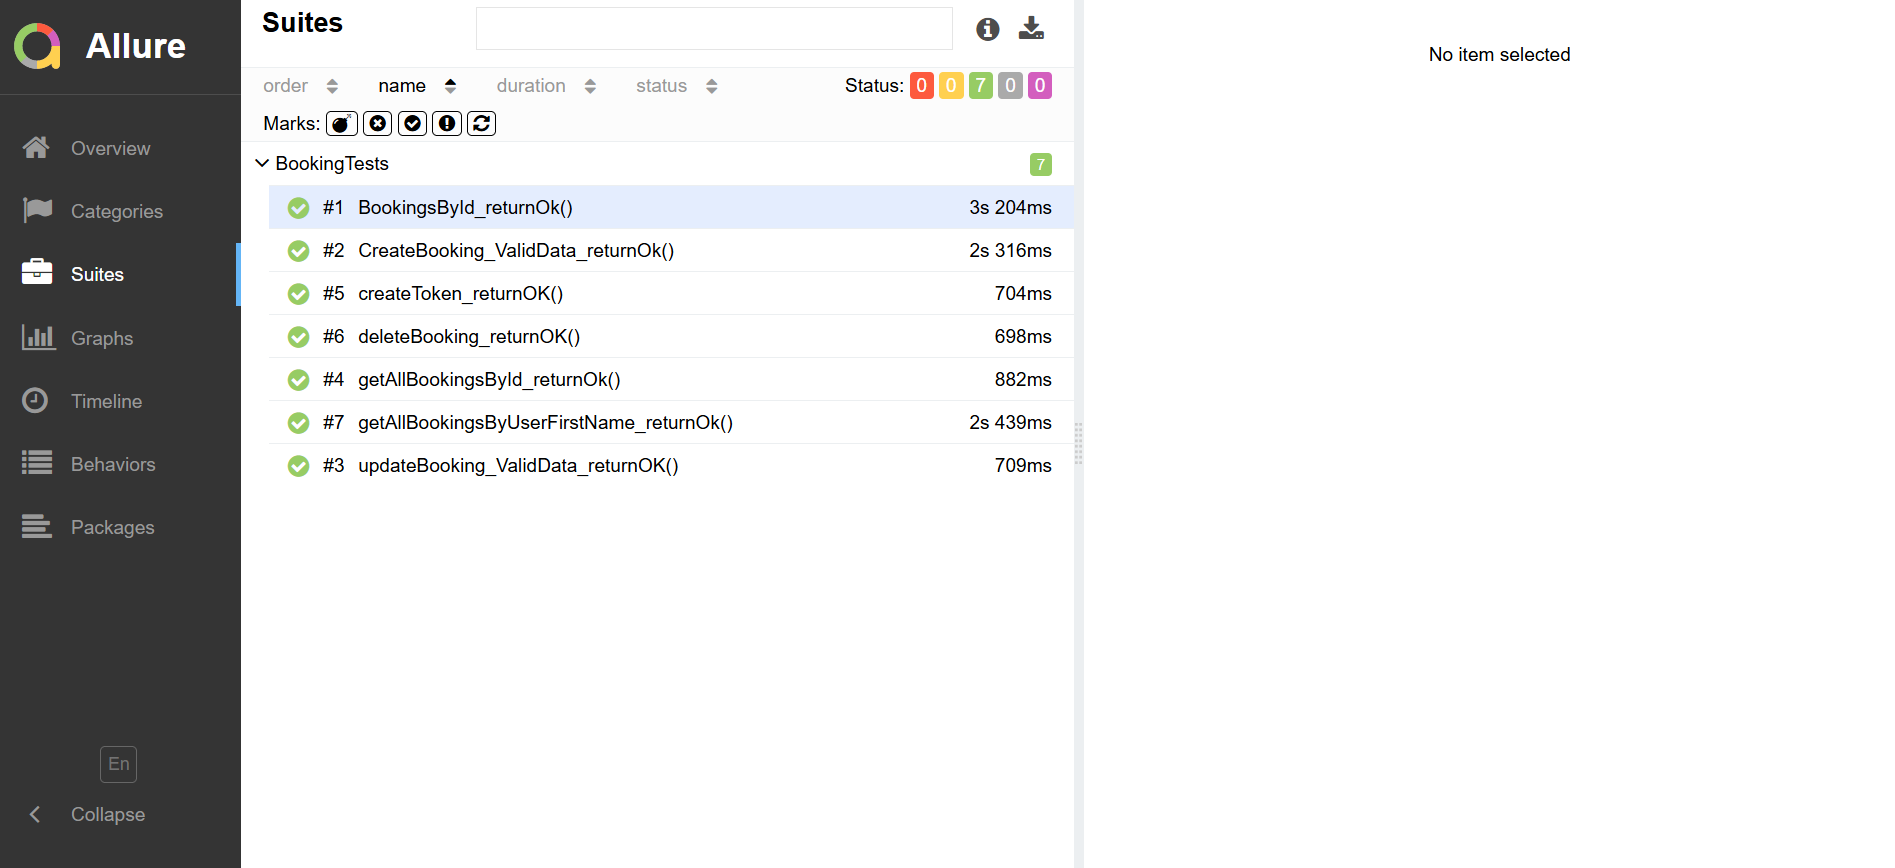 Allure
Overview
Categories
Suites
Graphs
Timeline
Behaviors
Packages
En
Collapse
Suites
order name duration status Status: 0 0 7 0 0
Marks:
BookingTests 7
#1 BookingsById_returnOk() 3s 204ms
#2 CreateBooking_ValidData_returnOk() 2s 316ms
#5 createToken_returnOK() 704ms
#6 deleteBooking_returnOK() 698ms
#4 getAllBookingsById_returnOk() 882ms
#7 getAllBookingsByUserFirstName_returnOk() 2s 439ms
#3 updateBooking_ValidData_returnOK() 709ms
No item selected